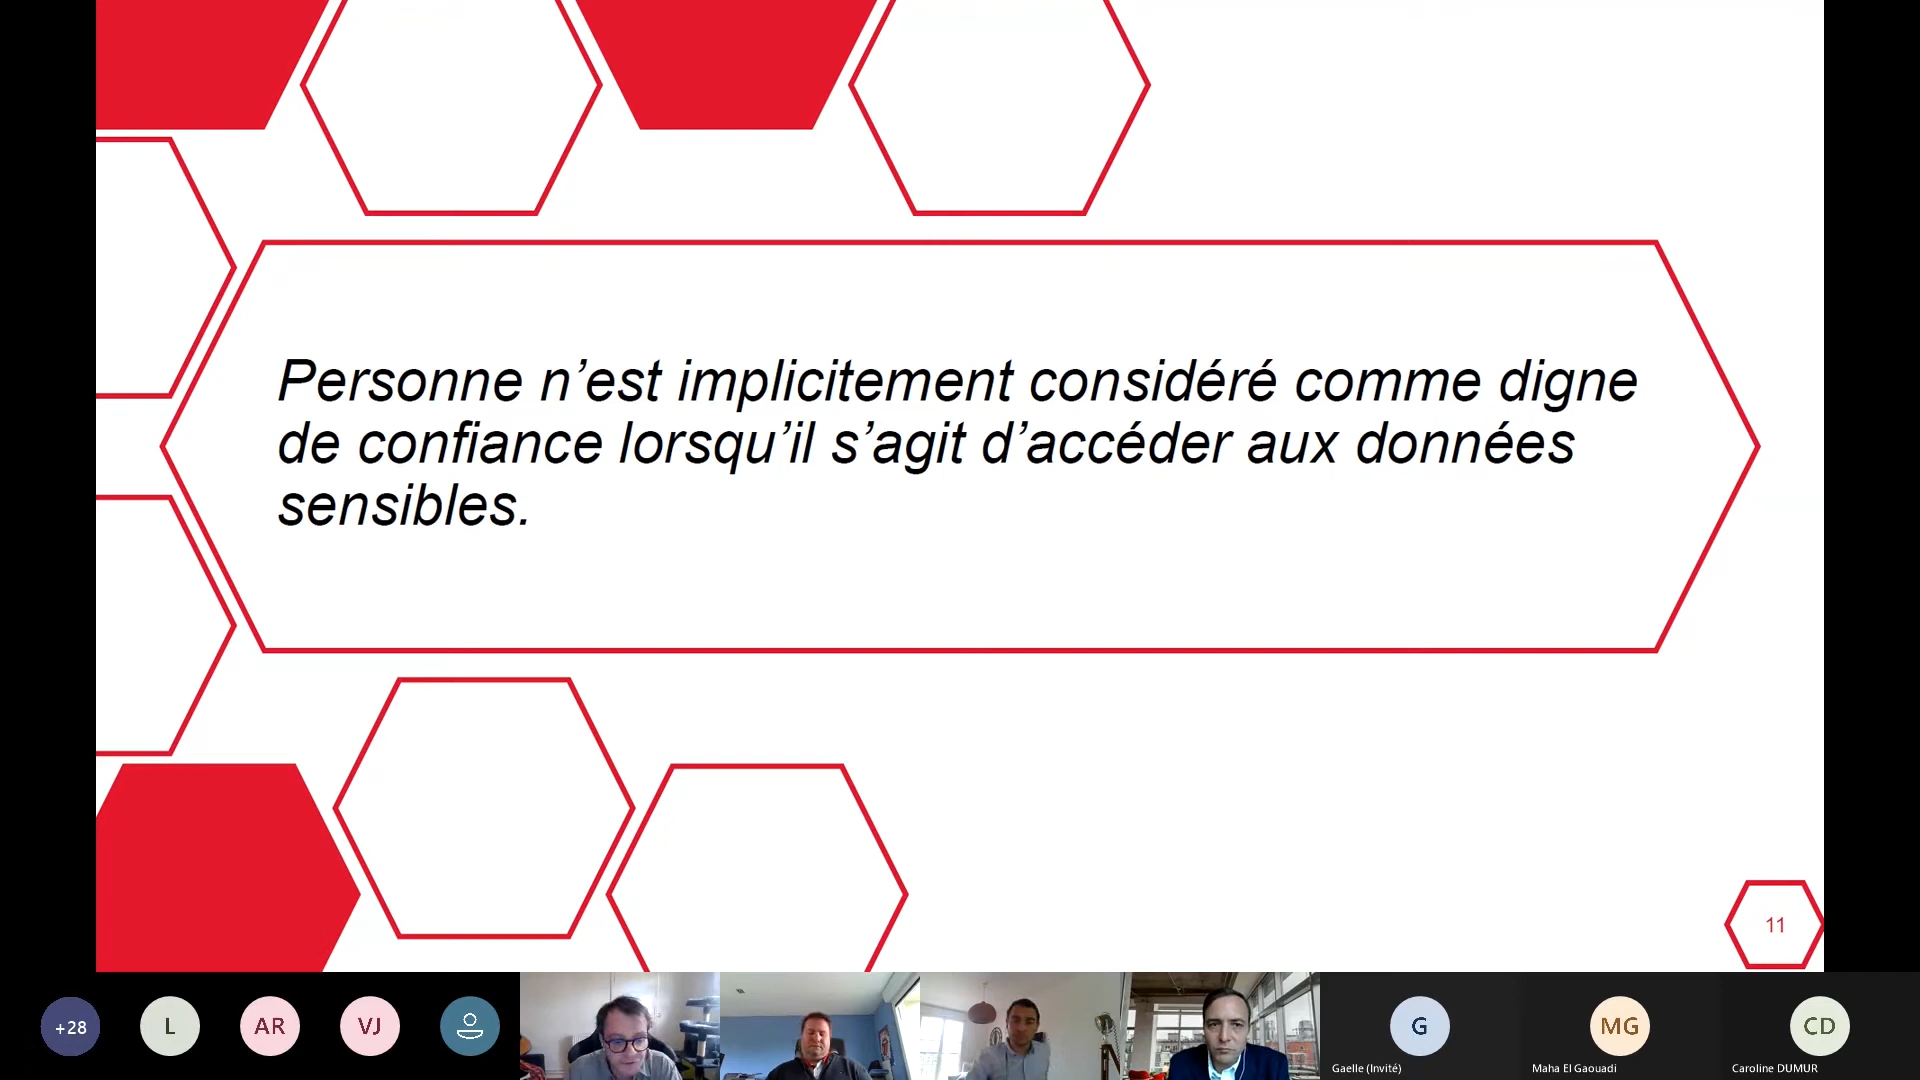 Personne n’est implicitement considéré comme digne
de confiance lorsqu’il s’agit d’accéder aux données
sensibles.
11
+28
L
AR
VJ
G
MG
CD
Gaelle (Invité)
Maha El Gaouadi
Caroline DUMUR